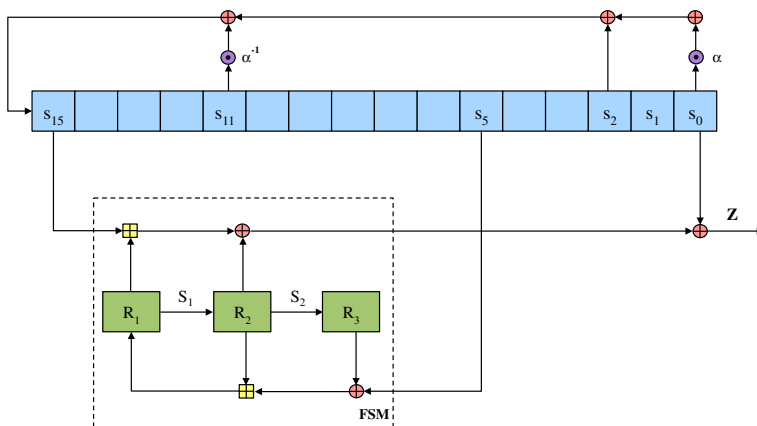 α⁻¹
α
s₁₅
s₁₁
s₅
s₂
s₁
s₀
Z
S₁
S₂
R₁
R₂
R₃
FSM